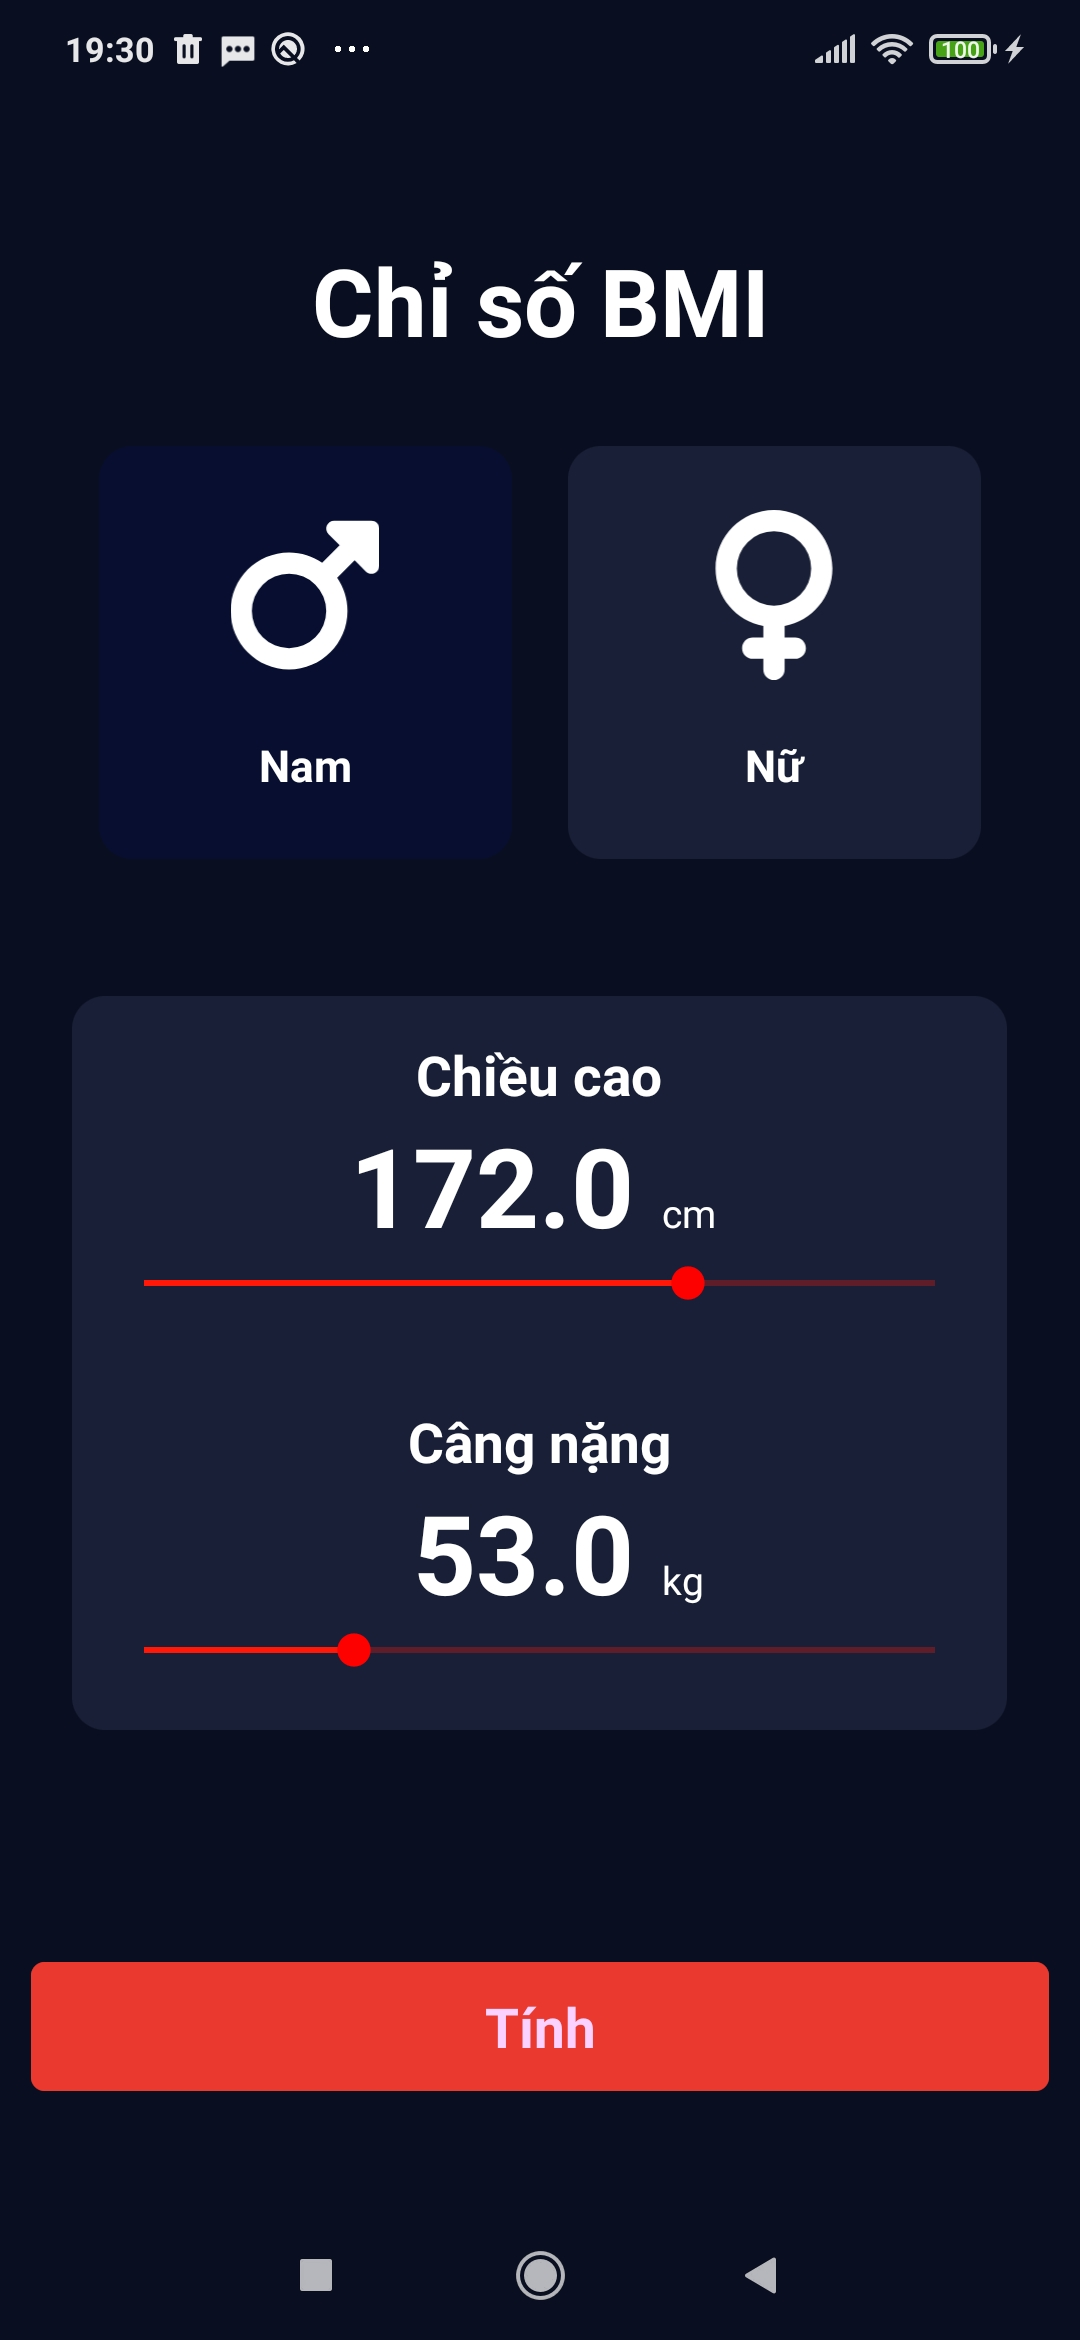 19:30
100
Chỉ số BMI
Nam
Nữ
Chiều cao
172.0 cm
Câng nặng
53.0 kg
Tính